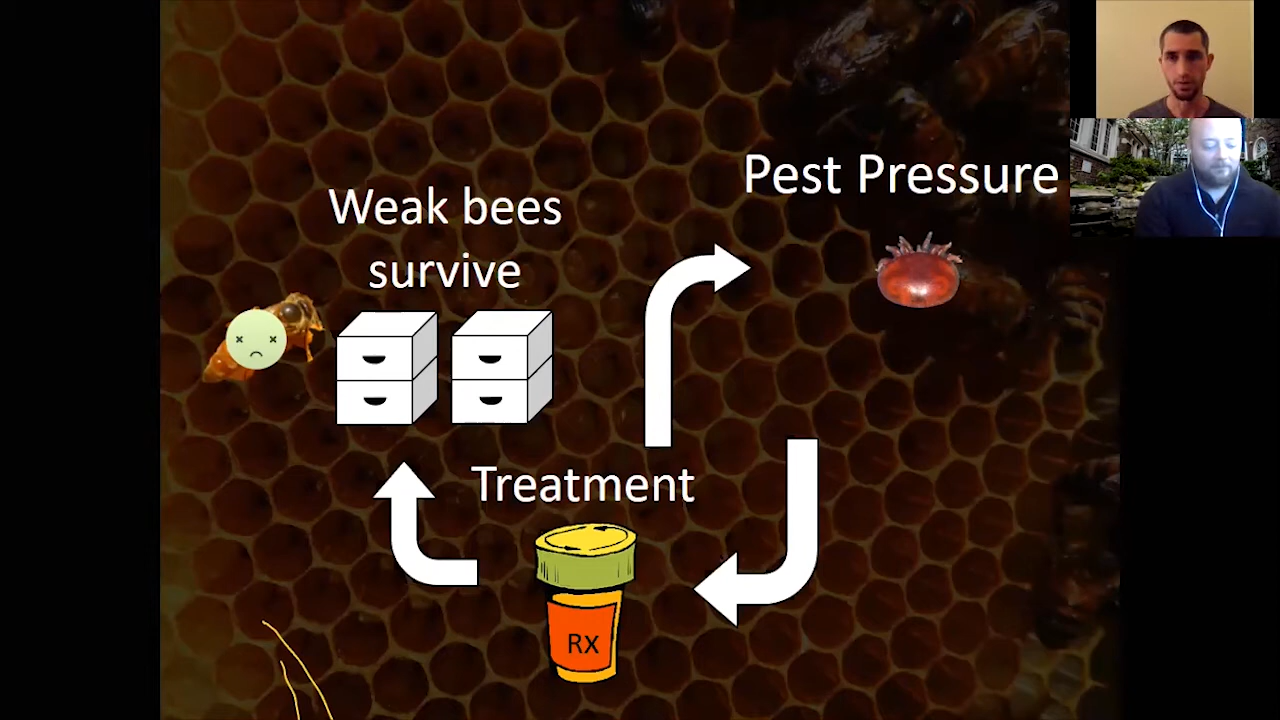 Pest Pressure
Weak bees
survive
Treatment
RX